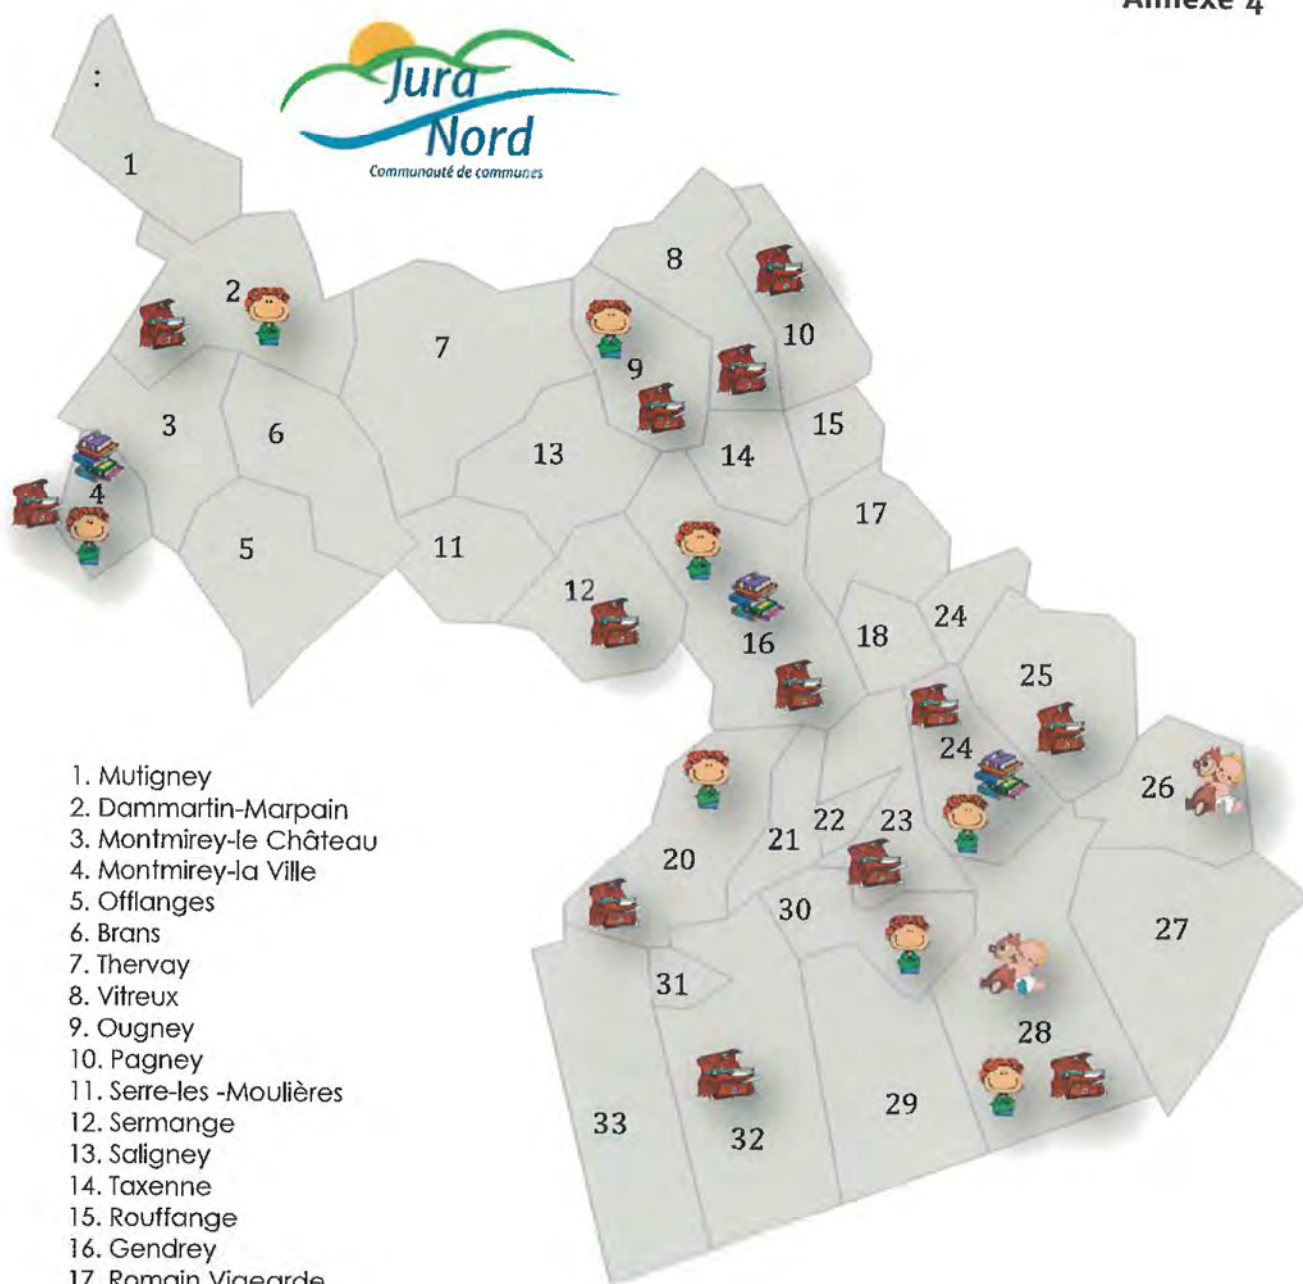 Annexe 4
Jura
Nord
Communauté de communes
:
1
2
3
4
5
6
7
8
9
10
11
12
13
14
15
16
17
18
24
24
25
26
20
21
22
23
27
30
31
28
29
33
32
1. Mutigney
2. Dammartin-Marpain
3. Montmirey-le Château
4. Montmirey-la Ville
5. Offlanges
6. Brans
7. Thervay
8. Vitreux
9. Ougney
10. Pagney
11. Serre-les -Moulières
12. Sermange
13. Saligney
14. Taxenne
15. Rouffange
16. Gendrey
17. Romain Vigearde